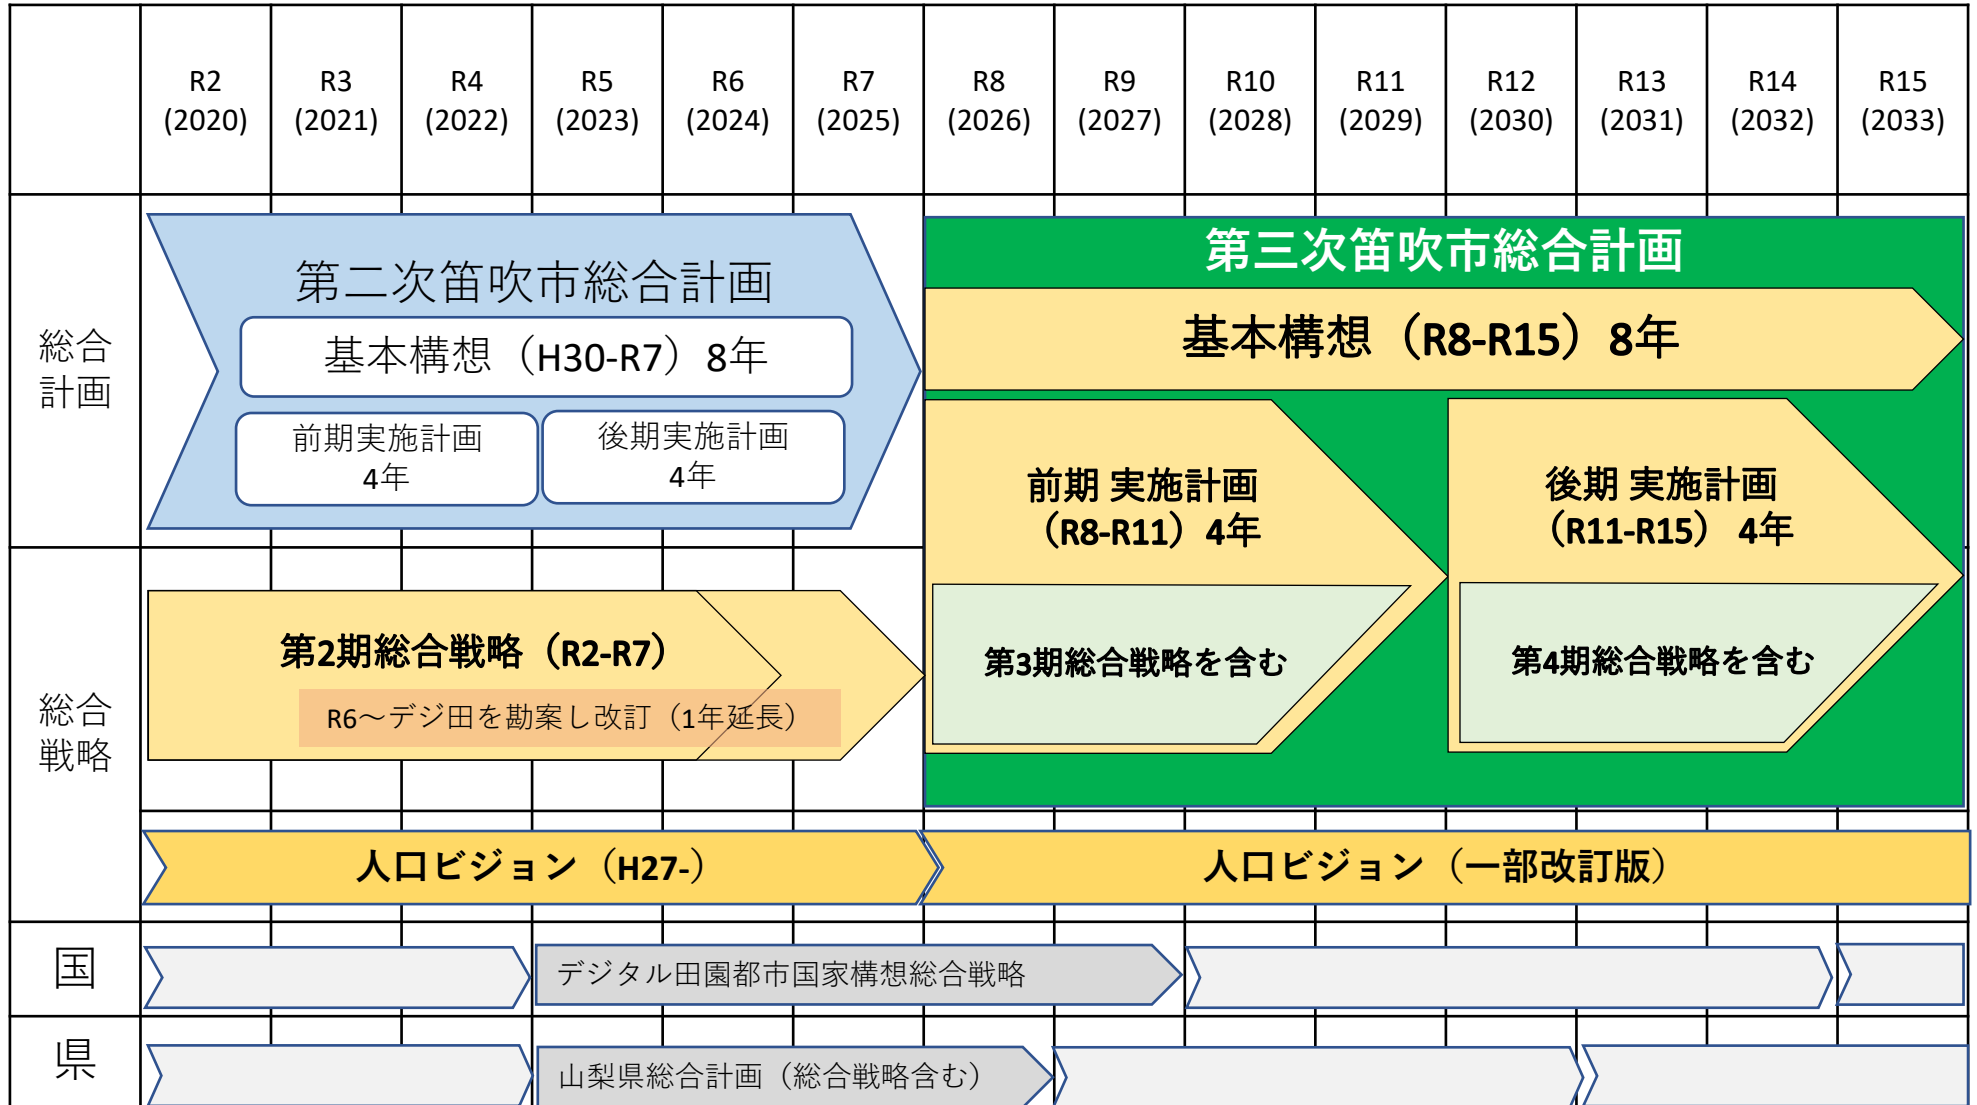 R2
(2020)
R3
(2021)
R4
(2022)
R5
(2023)
R6
(2024)
R7
(2025)
R8
(2026)
R9
(2027)
R10
(2028)
R11
(2029)
R12
(2030)
R13
(2031)
R14
(2032)
R15
(2033)
総合
計画
第二次笛吹市総合計画
基本構想（H30-R7）8年
前期実施計画
4年
後期実施計画
4年
第三次笛吹市総合計画
基本構想（R8-R15）8年
前期 実施計画
（R8-R11）4年
後期 実施計画
（R11-R15） 4年
総合
戦略
第2期総合戦略（R2-R7）
R6～デジ田を勘案し改訂（1年延長）
第3期総合戦略を含む
第4期総合戦略を含む
人口ビジョン（H27-）
人口ビジョン（一部改訂版）
国
デジタル田園都市国家構想総合戦略
県
山梨県総合計画（総合戦略含む）